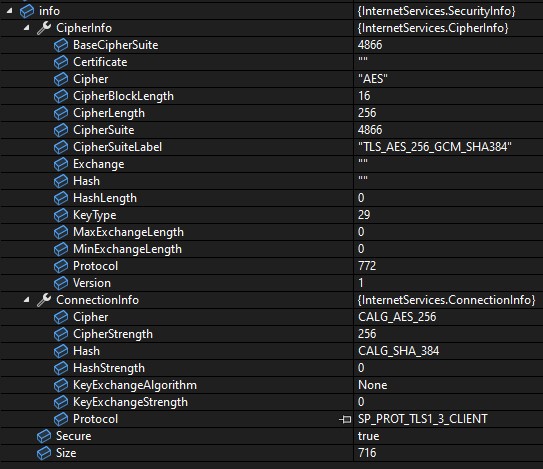 info {InternetServices.SecurityInfo}
CipherInfo {InternetServices.CipherInfo}
BaseCipherSuite 4866
Certificate ""
Cipher "AES"
CipherBlockLength 16
CipherLength 256
CipherSuite 4866
CipherSuiteLabel "TLS_AES_256_GCM_SHA384"
Exchange ""
Hash ""
HashLength 0
KeyType 29
MaxExchangeLength 0
MinExchangeLength 0
Protocol 772
Version 1
ConnectionInfo {InternetServices.ConnectionInfo}
Cipher CALG_AES_256
CipherStrength 256
Hash CALG_SHA_384
HashStrength 0
KeyExchangeAlgorithm None
KeyExchangeStrength 0
Protocol SP_PROT_TLS1_3_CLIENT
Secure true
Size 716